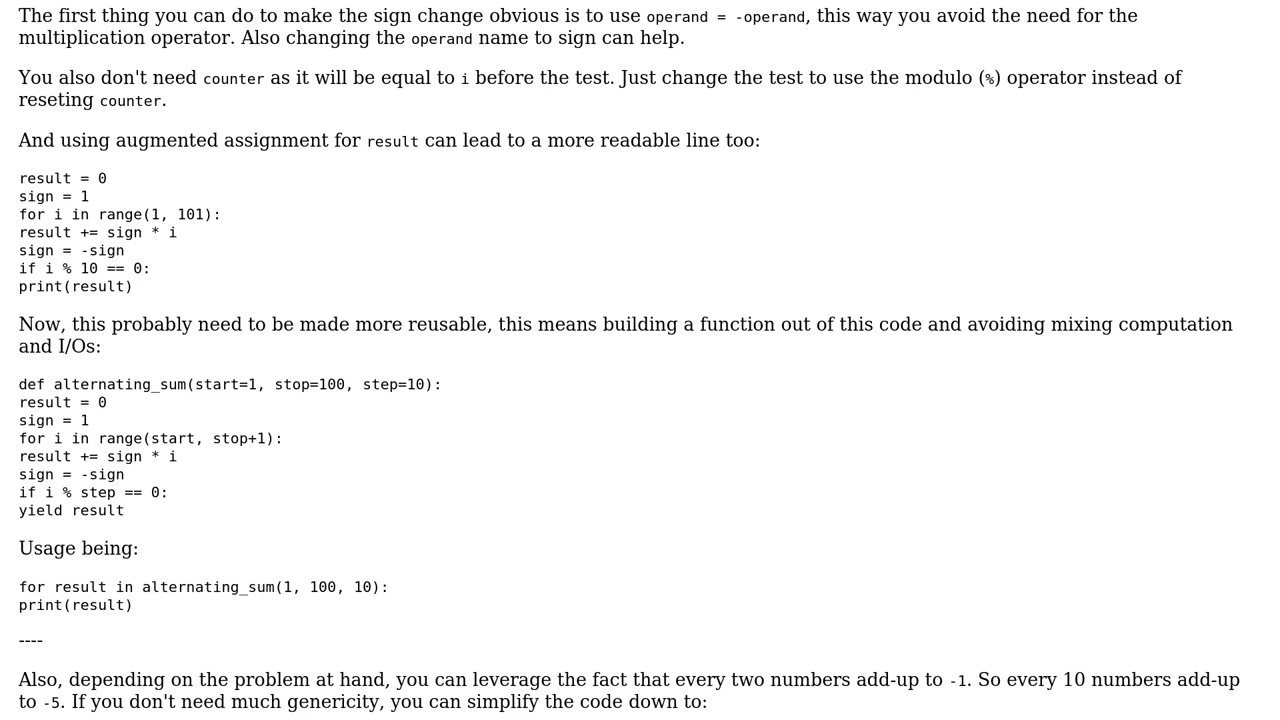 The first thing you can do to make the sign change obvious is to use operand = -operand, this way you avoid the need for the
multiplication operator. Also changing the operand name to sign can help.
You also don't need counter as it will be equal to i before the test. Just change the test to use the modulo (%) operator instead of
reseting counter.
And using augmented assignment for result can lead to a more readable line too:
result = 0
sign = 1
for i in range(1, 101):
result += sign * i
sign = -sign
if i % 10 == 0:
print(result)
Now, this probably need to be made more reusable, this means building a function out of this code and avoiding mixing computation
and I/Os:
def alternating_sum(start=1, stop=100, step=10):
result = 0
sign = 1
for i in range(start, stop+1):
result += sign * i
sign = -sign
if i % step == 0:
yield result
Usage being:
for result in alternating_sum(1, 100, 10):
print(result)
----
Also, depending on the problem at hand, you can leverage the fact that every two numbers add-up to -1. So every 10 numbers add-up
to -5. If you don't need much genericity, you can simplify the code down to: